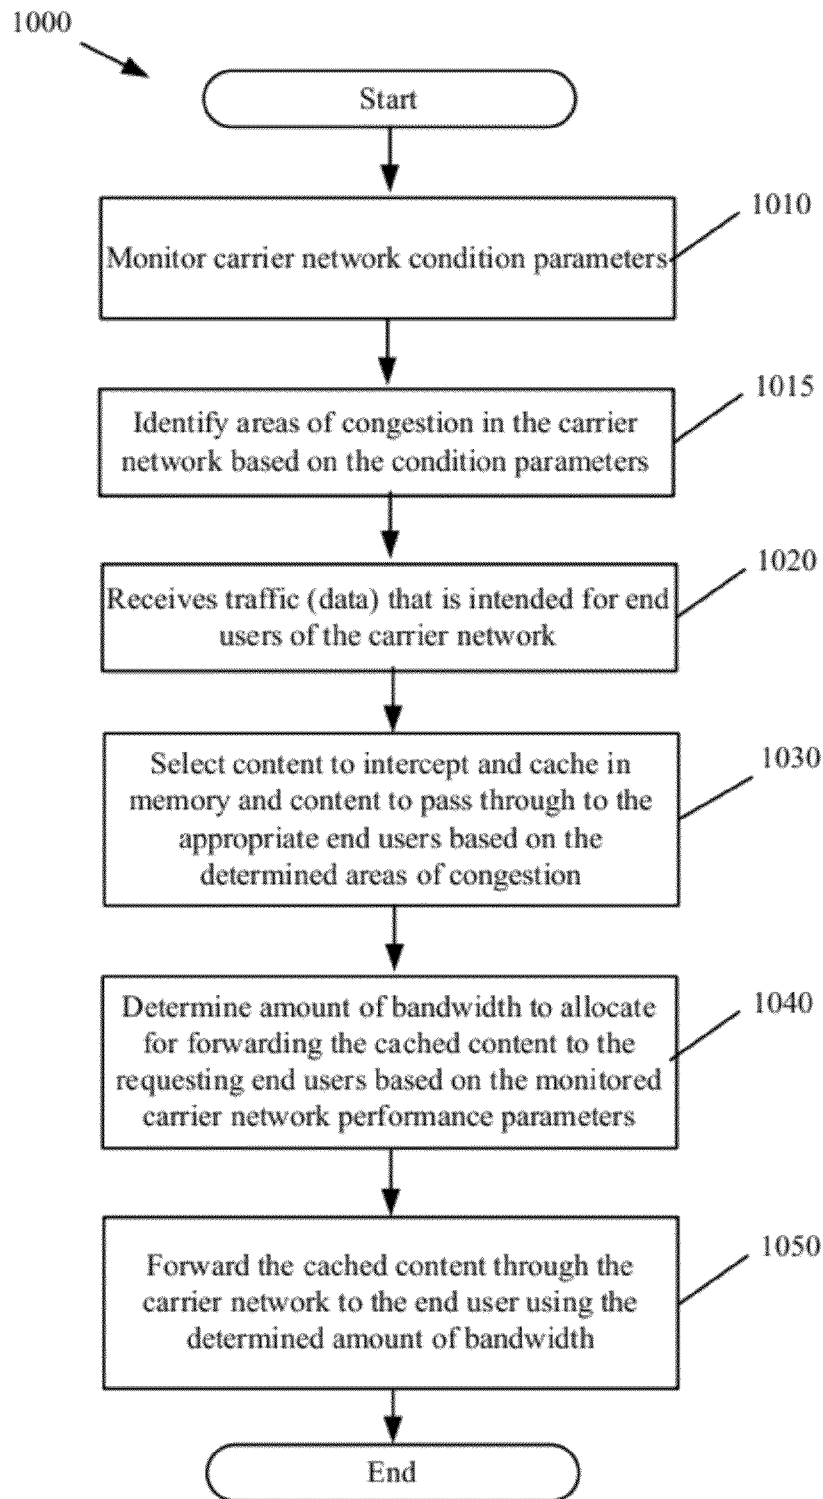 1000
Start
1010
Monitor carrier network condition parameters
1015
Identify areas of congestion in the carrier
network based on the condition parameters
1020
Receives traffic (data) that is intended for end
users of the carrier network
1030
Select content to intercept and cache in
memory and content to pass through to the
appropriate end users based on the
determined areas of congestion
1040
Determine amount of bandwidth to allocate
for forwarding the cached content to the
requesting end users based on the monitored
carrier network performance parameters
1050
Forward the cached content through the
carrier network to the end user using the
determined amount of bandwidth
End